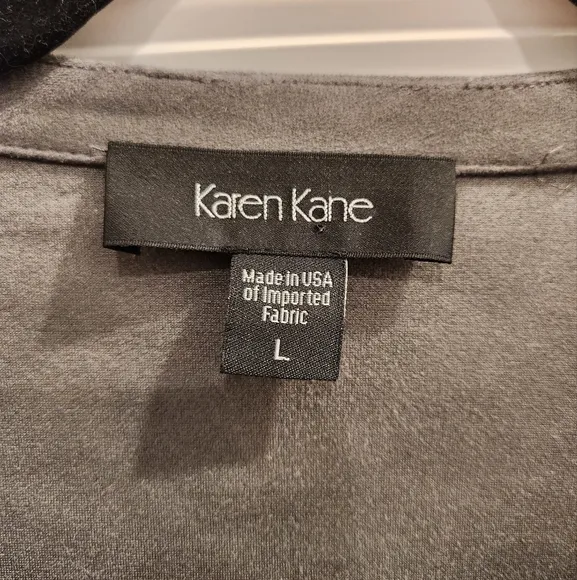 Karen Kane
Made in USA
of Imported
Fabric
L